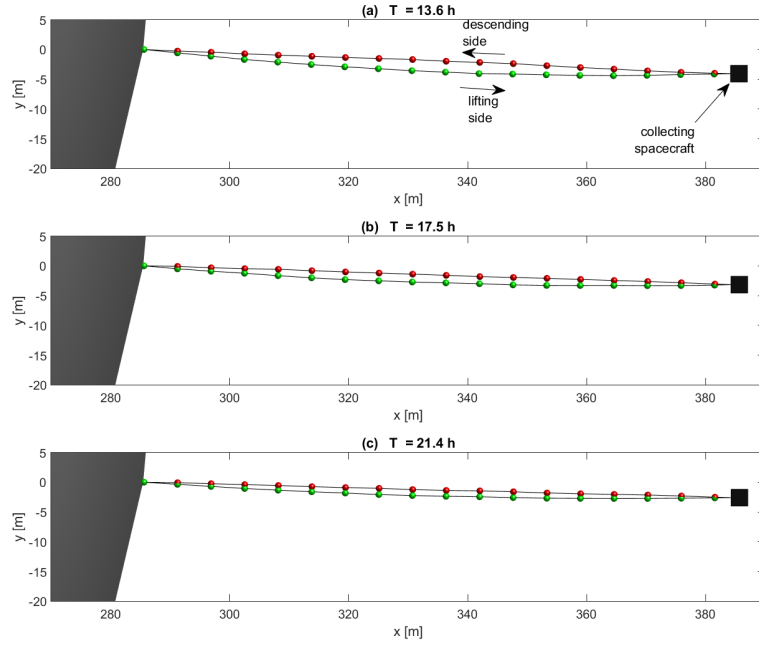 (a) T = 13.6 h
5
0
-5
-10
-15
-20
y [m]
descending
side
lifting
side
collecting
spacecraft
280 300 320 340 360 380
x [m]
(b) T = 17.5 h
5
0
-5
-10
-15
-20
y [m]
280 300 320 340 360 380
x [m]
(c) T = 21.4 h
5
0
-5
-10
-15
-20
y [m]
280 300 320 340 360 380
x [m]